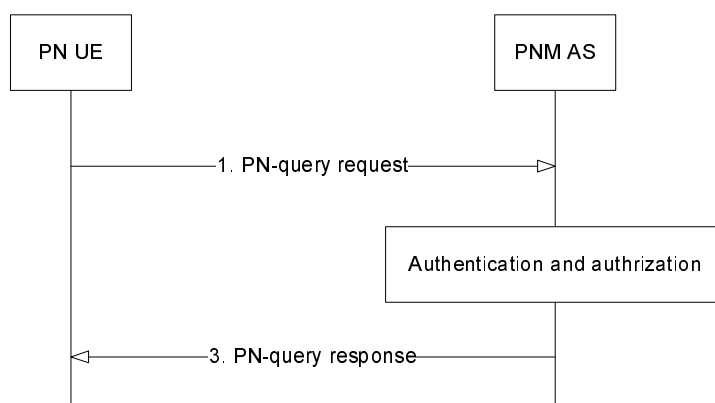 PN UE
PNM AS
1. PN-query request
Authentication and authrization
3. PN-query response